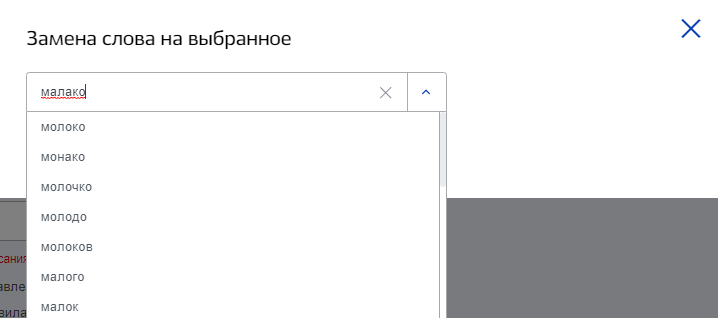 Замена слова на выбранное
малако
молоко
монако
молочко
молодо
молоков
малого
малок